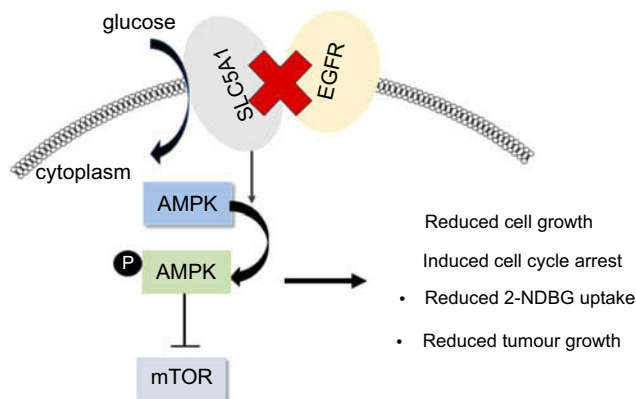 glucose
SLC5A1
EGFR
cytoplasm
AMPK
P
AMPK
mTOR
Reduced cell growth
Induced cell cycle arrest
• Reduced 2-NDBG uptake
• Reduced tumour growth